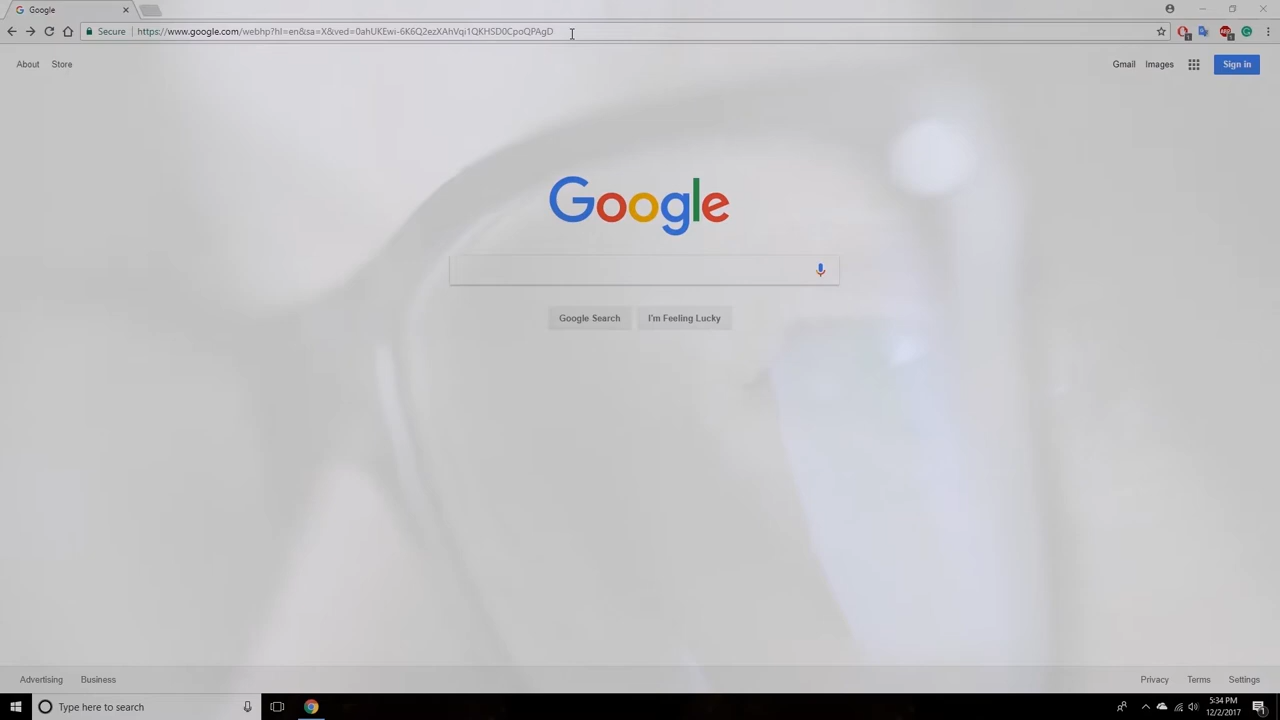 Google
Secure
https://www.google.com/webhp?hl=en&sa=X&ved=0ahUKEwi-6K6Q2ezXAhVqi1QKHSD0CpoQPAgD
About Store
Gmail Images Sign in
Google
Google Search I'm Feeling Lucky
Advertising Business
Privacy Terms Settings
Type here to search
5:34 PM
12/2/2017